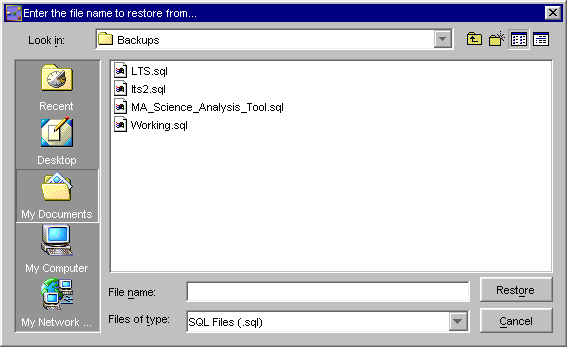 Enter the file name to restore from...
Look in: Backups
Recent
Desktop
My Documents
My Computer
My Network ...
LTS.sql
lts2.sql
MA_Science_Analysis_Tool.sql
Working.sql
File name:
Restore
Files of type: SQL Files (.sql)
Cancel